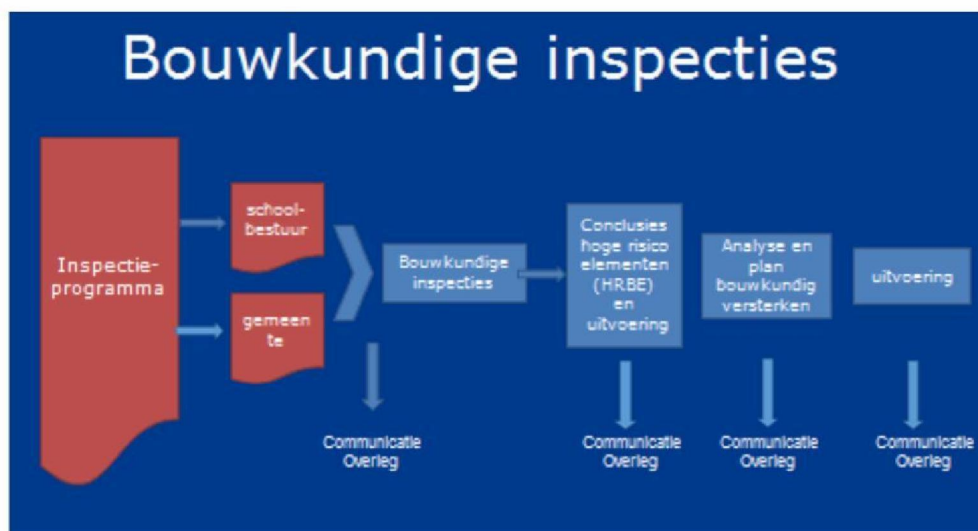 Bouwkundige inspecties
Inspectie-
programma
school-
bestuur
gemeen
te
Bouwkundige
inspecties
Conclusies
hoge risico
elementen
(HRBE)
en
uitvoering
Analyse en
plan
bouwkundig
versterken
uitvoering
Communicatie
Overleg
Communicatie
Overleg
Communicatie
Overleg
Communicatie
Overleg